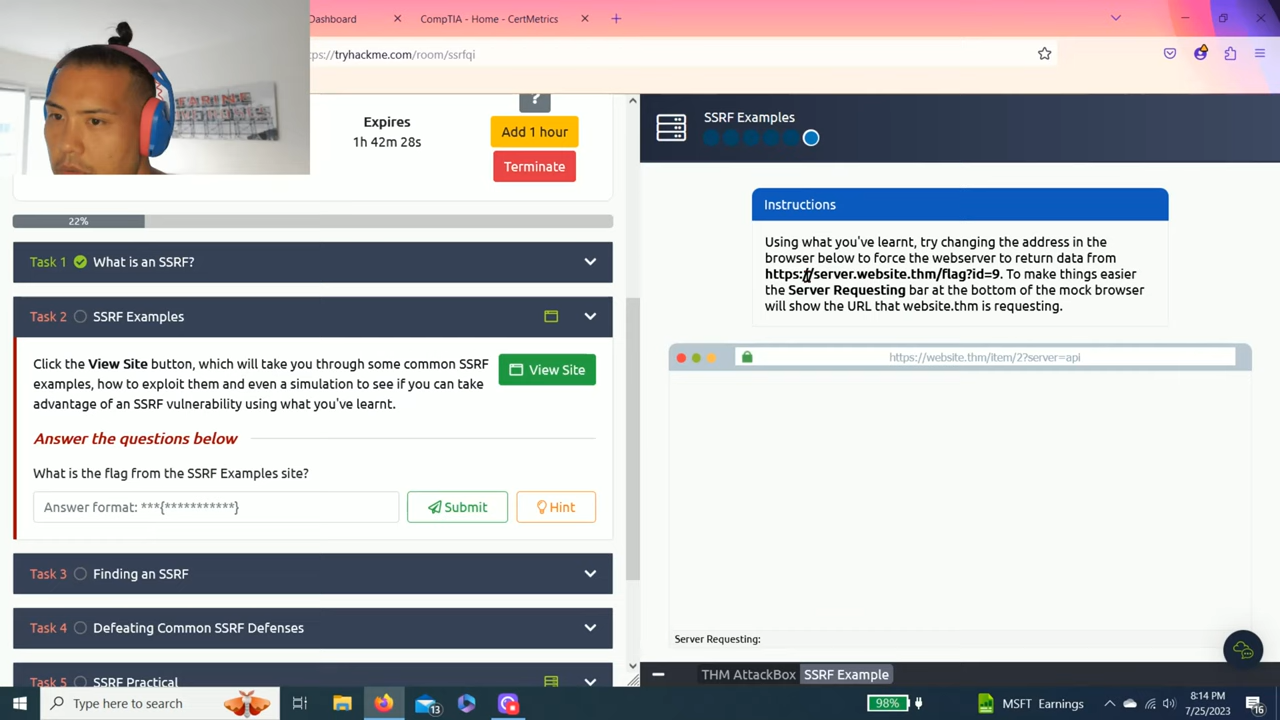 Dashboard
CompTIA - Home - CertMetrics
tps://tryhackme.com/room/ssrfqi
Expires
1h 42m 28s
?
Add 1 hour
Terminate
22%
Task 1 What is an SSRF?
Task 2 SSRF Examples
Click the View Site button, which will take you through some common SSRF
examples, how to exploit them and even a simulation to see if you can take
advantage of an SSRF vulnerability using what you've learnt.
View Site
Answer the questions below
What is the flag from the SSRF Examples site?
Answer format: ***{***********}
Submit
Hint
Task 3 Finding an SSRF
Task 4 Defeating Common SSRF Defenses
Task 5 SSRF Practical
SSRF Examples
Instructions
Using what you've learnt, try changing the address in the
browser below to force the webserver to return data from
https://server.website.thm/flag?id=9. To make things easier
the Server Requesting bar at the bottom of the mock browser
will show the URL that website.thm is requesting.
https://website.thm/item/2?server=api
Server Requesting:
THM AttackBox SSRF Example
Type here to search
13
98%
MSFT Earnings
8:14 PM
7/25/2023
16